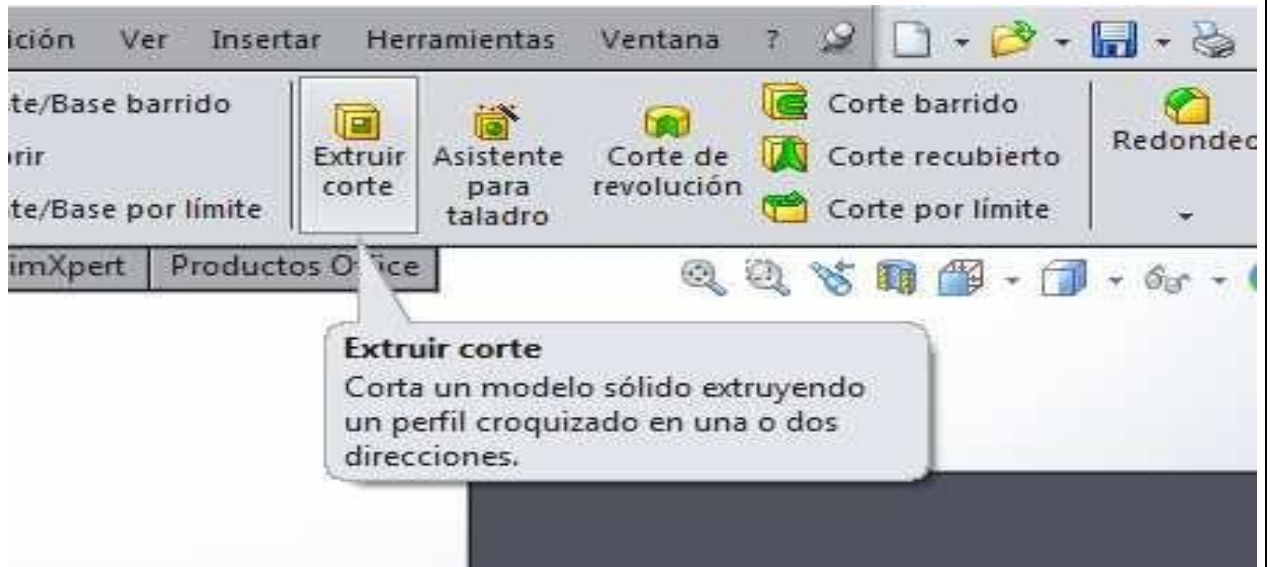 ición Ver Insertar Herramientas Ventana ?
te/Base barrido
rir
te/Base por límite
Extruir
corte
Asistente
para
taladro
Corte de
revolución
Corte barrido
Corte recubierto
Corte por límite
Redondeo
imXpert Productos Office
Extruir corte
Corta un modelo sólido extruyendo
un perfil croquizado en una o dos
direcciones.